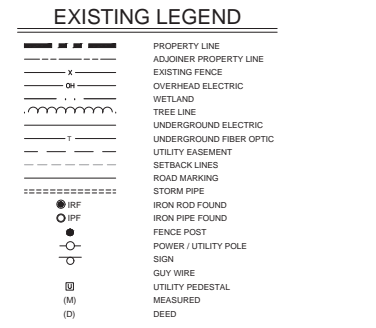 EXISTING LEGEND
PROPERTY LINE
ADJOINER PROPERTY LINE
X EXISTING FENCE
OH OVERHEAD ELECTRIC
WETLAND
TREE LINE
UNDERGROUND ELECTRIC
T UNDERGROUND FIBER OPTIC
UTILITY EASEMENT
SETBACK LINES
ROAD MARKING
STORM PIPE
IRF IRON ROD FOUND
IPF IRON PIPE FOUND
FENCE POST
POWER / UTILITY POLE
SIGN
GUY WIRE
U UTILITY PEDESTAL
(M) MEASURED
(D) DEED